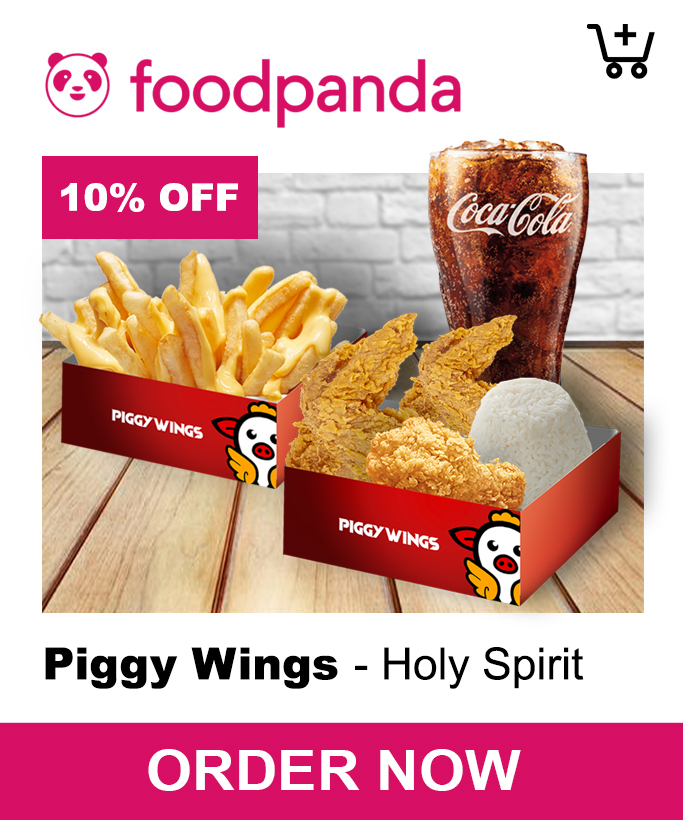 foodpanda
10% OFF
Coca-Cola
PIGGY WINGS
PIGGY WINGS
Piggy Wings - Holy Spirit
ORDER NOW